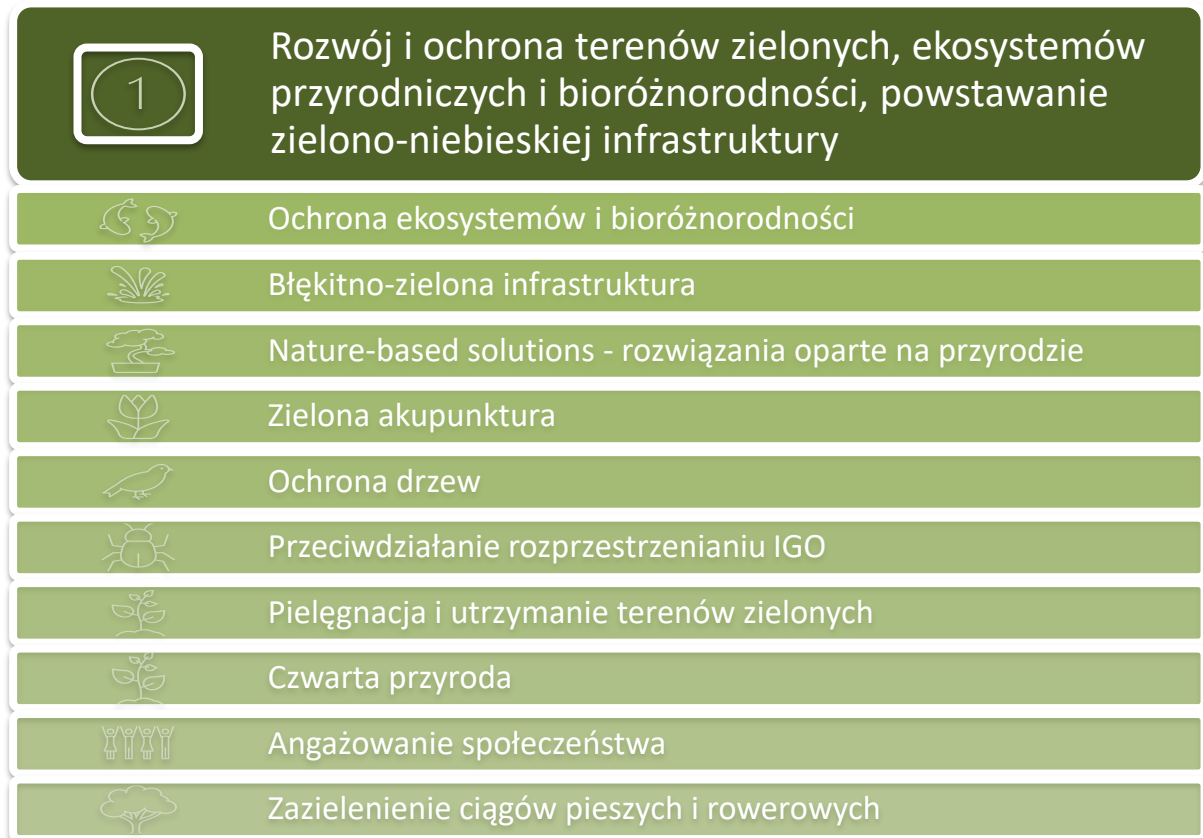 1
Rozwój i ochrona terenów zielonych, ekosystemów
przyrodniczych i bioróżnorodności, powstawanie
zielono-niebieskiej infrastruktury
Ochrona ekosystemów i bioróżnorodności
Błękitno-zielona infrastruktura
Nature-based solutions - rozwiązania oparte na przyrodzie
Zielona akupunktura
Ochrona drzew
Przeciwdziałanie rozprzestrzenianiu IGO
Pielęgnacja i utrzymanie terenów zielonych
Czwarta przyroda
Angażowanie społeczeństwa
Zazielenienie ciągów pieszych i rowerowych